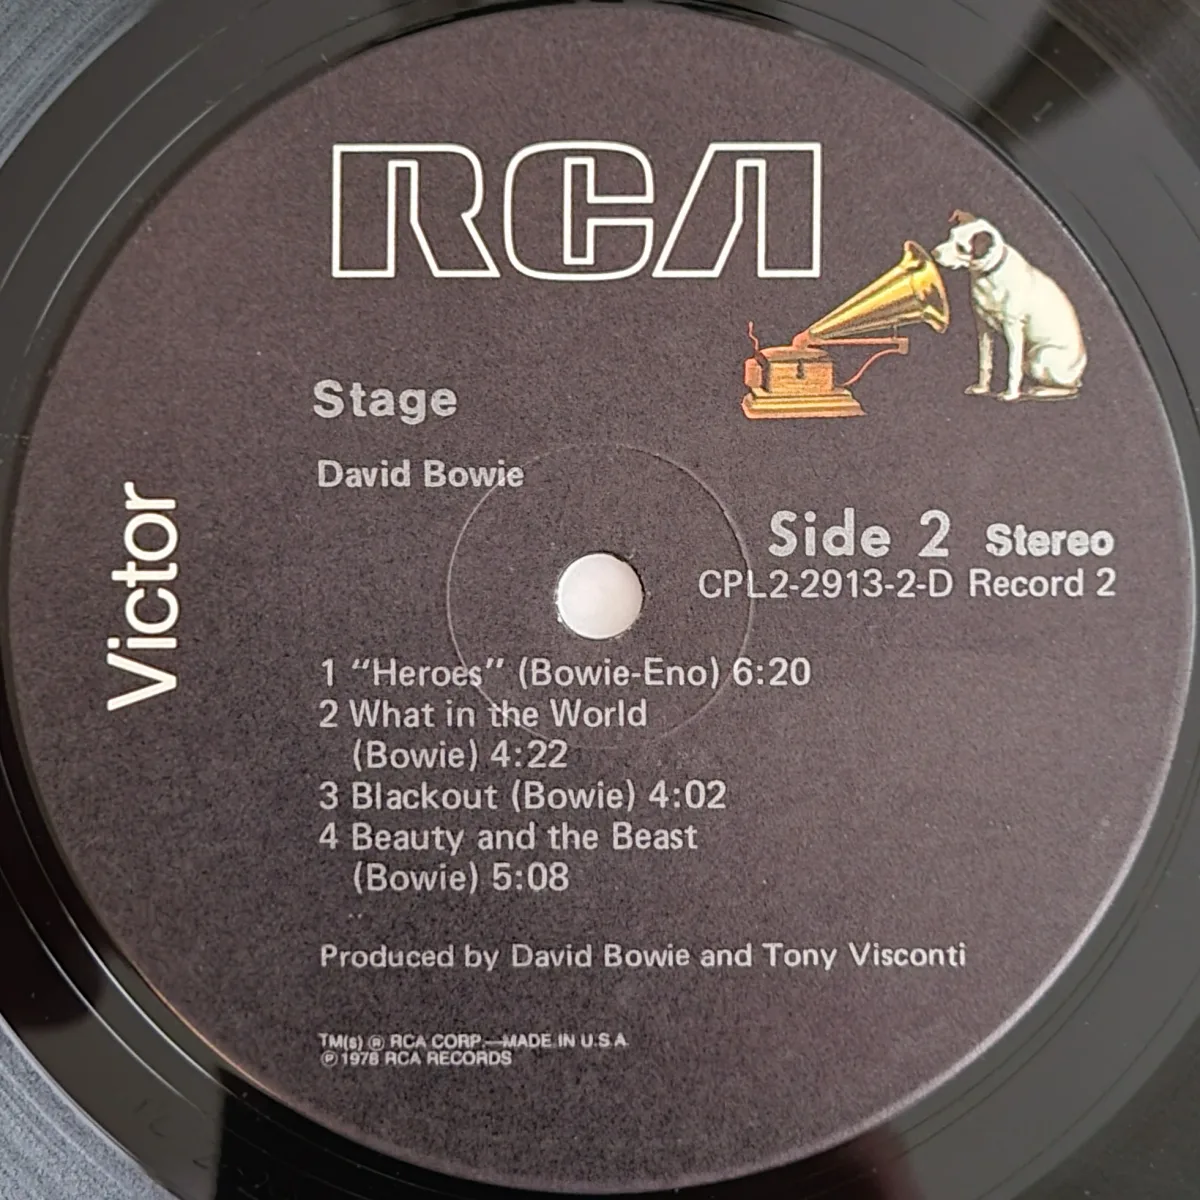 RCA
Stage
David Bowie
Victor
Side 2 Stereo
CPL2-2913-2-D Record 2
1 “Heroes” (Bowie-Eno) 6:20
2 What in the World
(Bowie) 4:22
3 Blackout (Bowie) 4:02
4 Beauty and the Beast
(Bowie) 5:08
Produced by David Bowie and Tony Visconti
TM(s) ® RCA CORP.—MADE IN U.S.A.
℗ 1978 RCA RECORDS